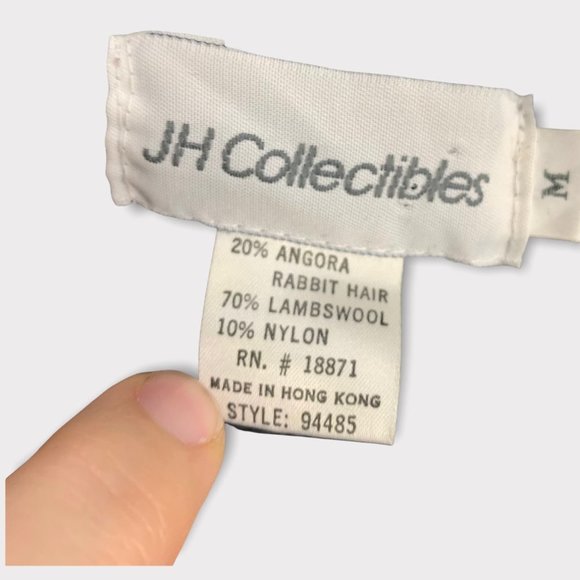 JH Collectibles
M
20% ANGORA
RABBIT HAIR
70% LAMBSWOOL
10% NYLON
RN. # 18871
MADE IN HONG KONG
STYLE: 94485